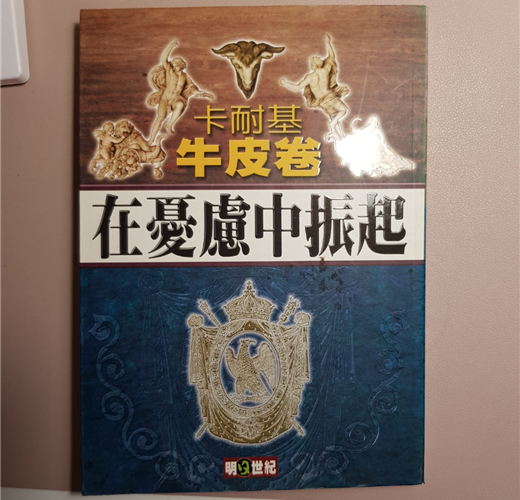 卡耐基
牛皮卷
在憂慮中振起
明日世紀